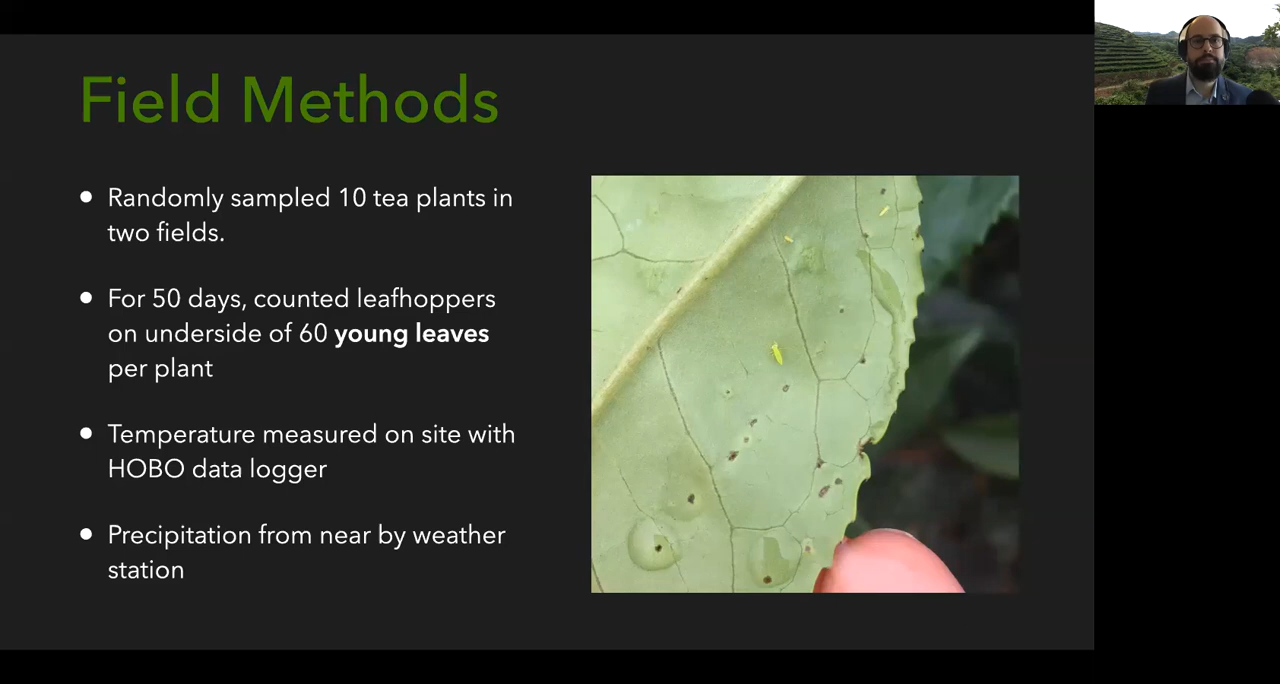 Field Methods
Randomly sampled 10 tea plants in
two fields.
For 50 days, counted leafhoppers
on underside of 60 young leaves
per plant
Temperature measured on site with
HOBO data logger
Precipitation from near by weather
station